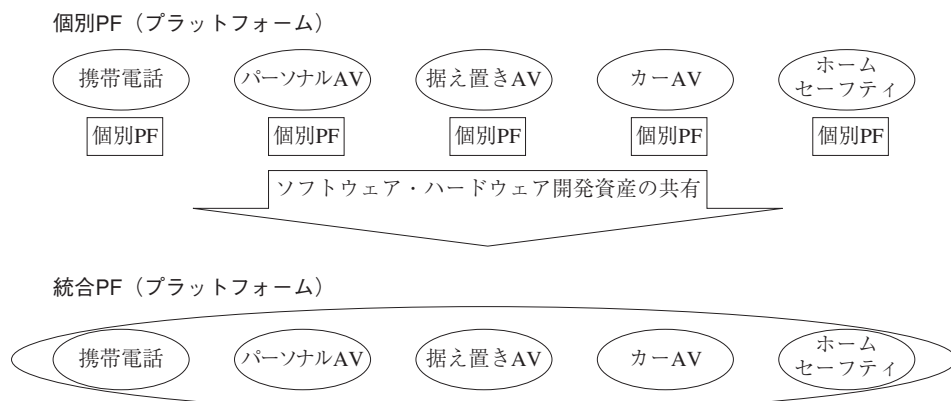 個別PF（プラットフォーム）
携帯電話
パーソナルAV
据え置きAV
カーAV
ホーム
セーフティ
個別PF
個別PF
個別PF
個別PF
個別PF
ソフトウェア・ハードウェア開発資産の共有
統合PF（プラットフォーム）
携帯電話
パーソナルAV
据え置きAV
カーAV
ホーム
セーフティ